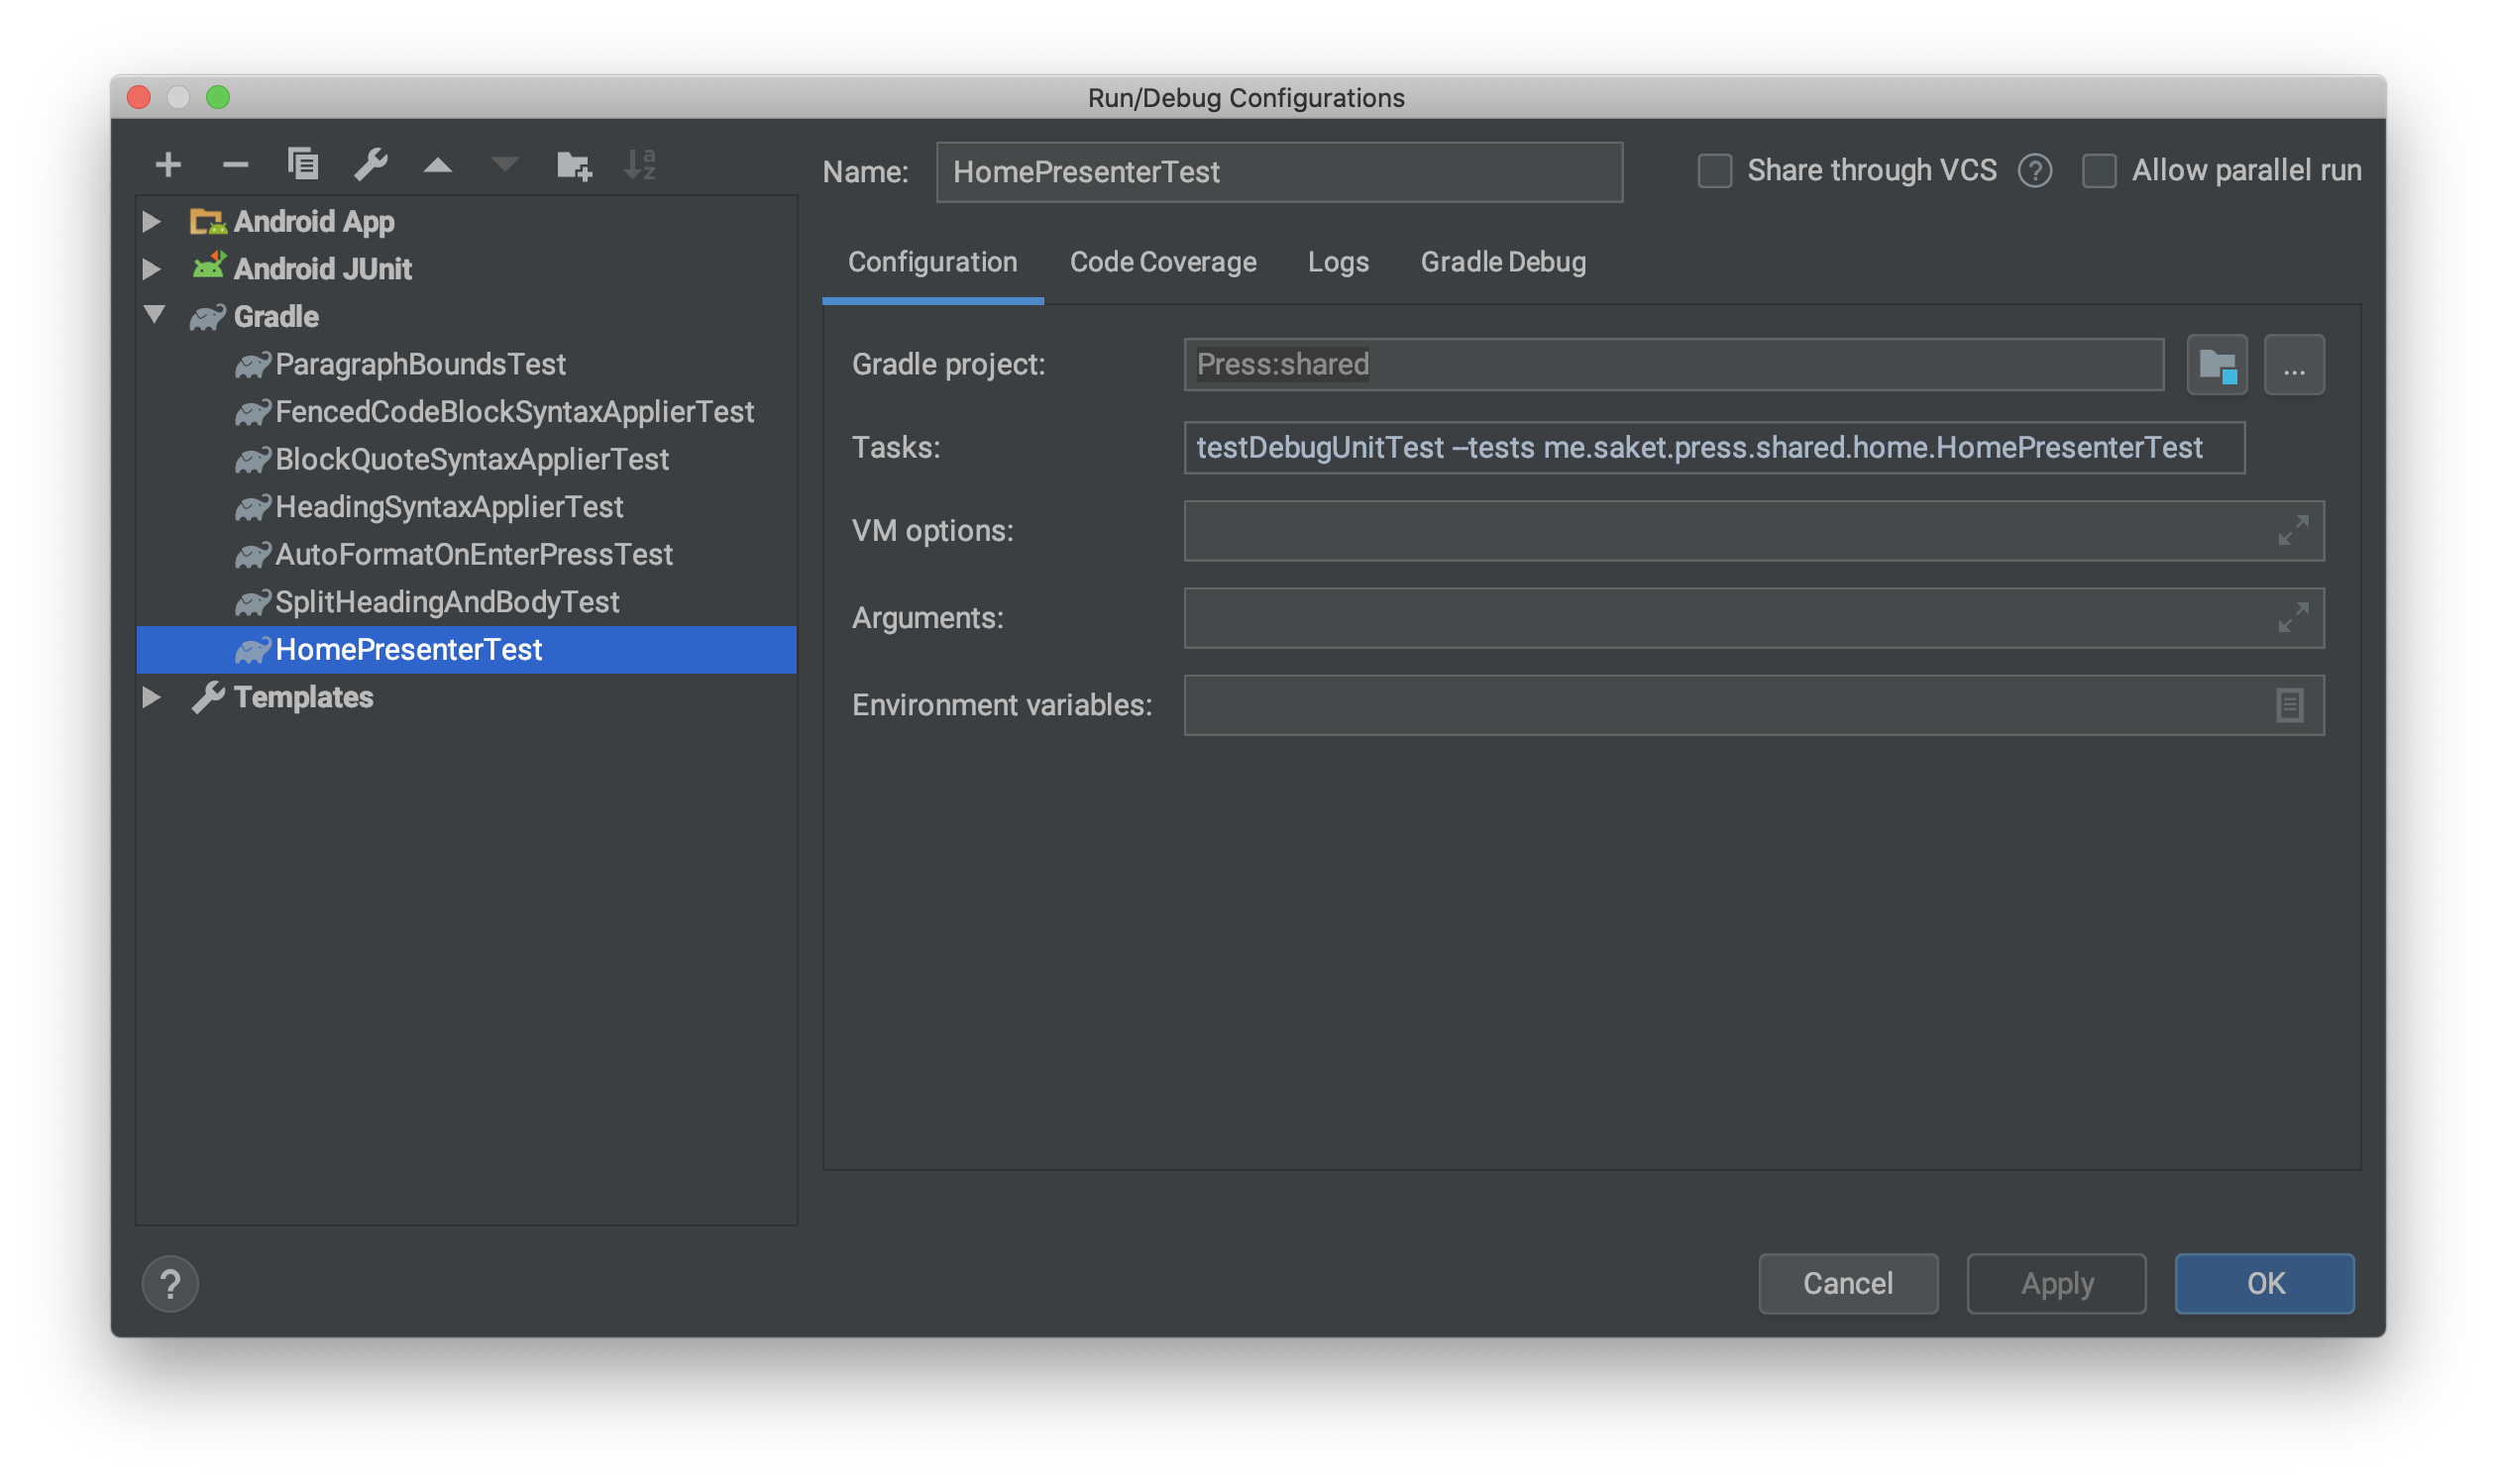 Run/Debug Configurations
Name: HomePresenterTest Share through VCS ? Allow parallel run
Android App
Android JUnit
Gradle
ParagraphBoundsTest
FencedCodeBlockSyntaxApplierTest
BlockQuoteSyntaxApplierTest
HeadingSyntaxApplierTest
AutoFormatOnEnterPressTest
SplitHeadingAndBodyTest
HomePresenterTest
Templates
Configuration Code Coverage Logs Gradle Debug
Gradle project: Press:shared ...
Tasks: testDebugUnitTest --tests me.saket.press.shared.home.HomePresenterTest
VM options:
Arguments:
Environment variables:
? Cancel Apply OK